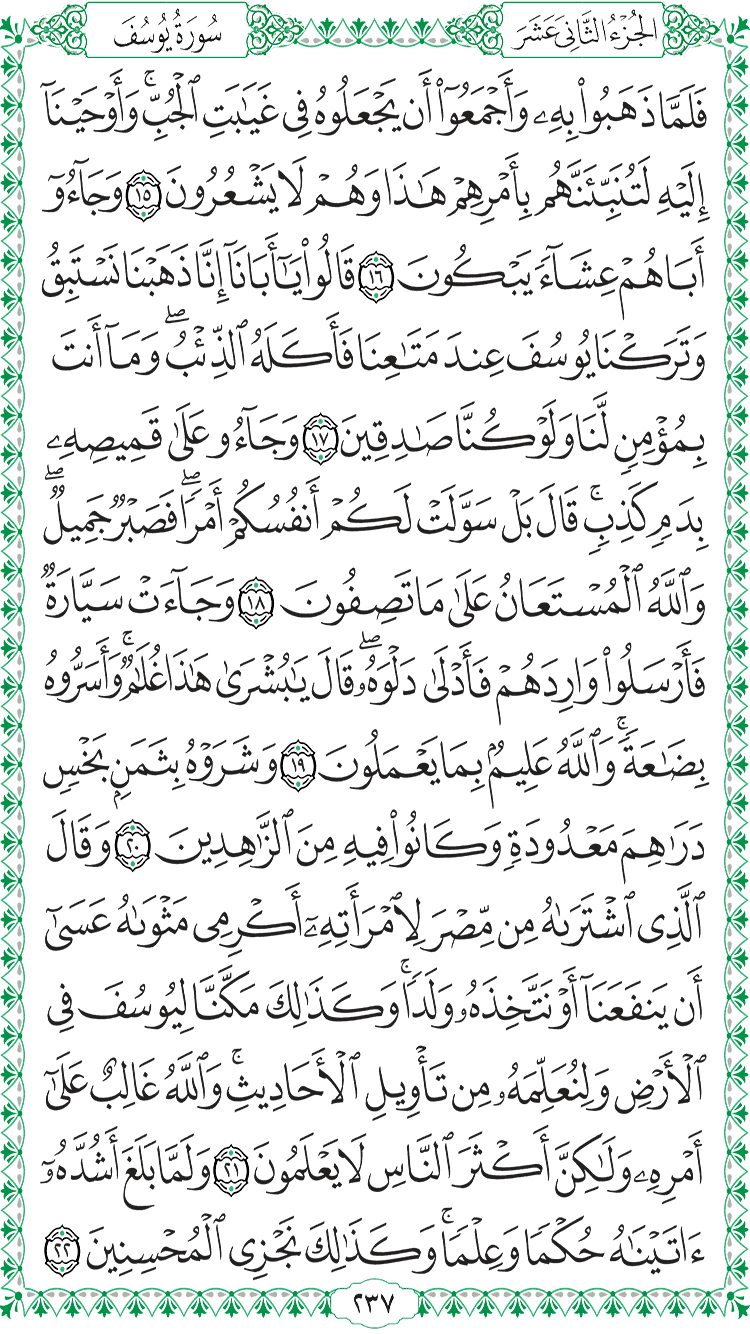 الجُزْءُ الثَّانِي عَشَرَ
سُورَةُ يُوسُفَ
فَلَمَّا ذَهَبُوا۟ بِهِۦ وَأَجْمَعُوٓا۟ أَن يَجْعَلُوهُ فِى غَيَـٰبَتِ ٱلْجُبِّ ۚ وَأَوْحَيْنَآ
إِلَيْهِ لَتُنَبِّئَنَّهُم بِأَمْرِهِمْ هَـٰذَا وَهُمْ لَا يَشْعُرُونَ ١٥ وَجَآءُوٓ
أَبَاهُمْ عِشَآءً يَبْكُونَ ١٦ قَالُوا۟ يَـٰٓأَبَانَآ إِنَّا ذَهَبْنَا نَسْتَبِقُ
وَتَرَكْنَا يُوسُفَ عِندَ مَتَـٰعِنَا فَأَكَلَهُ ٱلذِّئْبُ ۖ وَمَآ أَنتَ
بِمُؤْمِنٍ لَّنَا وَلَوْ كُنَّا صَـٰدِقِينَ ١٧ وَجَآءُو عَلَىٰ قَمِيصِهِۦ
بِدَمٍ كَذِبٍ ۚ قَالَ بَلْ سَوَّلَتْ لَكُمْ أَنفُسُكُمْ أَمْرًا ۖ فَصَبْرٌ جَمِيلٌ ۖ
وَٱللَّهُ ٱلْمُسْتَعَانُ عَلَىٰ مَا تَصِفُونَ ١٨ وَجَآءَتْ سَيَّارَةٌ
فَأَرْسَلُوا۟ وَارِدَهُمْ فَأَدْلَىٰ دَلْوَهُۥ ۖ قَالَ يَـٰبُشْرَىٰ هَـٰذَا غُلَـٰمٌ ۚ وَأَسَرُّوهُ
بِضَـٰعَةً ۚ وَٱللَّهُ عَلِيمٌۢ بِمَا يَعْمَلُونَ ١٩ وَشَرَوْهُ بِثَمَنٍۭ بَخْسٍ
دَرَٰهِمَ مَعْدُودَةٍ وَكَانُوا۟ فِيهِ مِنَ ٱلزَّٰهِدِينَ ٢٠ وَقَالَ
ٱلَّذِى ٱشْتَرَىٰهُ مِن مِّصْرَ لِٱمْرَأَتِهِۦٓ أَكْرِمِى مَثْوَىٰهُ عَسَىٰٓ
أَن يَنفَعَنَآ أَوْ نَتَّخِذَهُۥ وَلَدًا ۚ وَكَذَٰلِكَ مَكَّنَّا لِيُوسُفَ فِى
ٱلْأَرْضِ وَلِنُعَلِّمَهُۥ مِن تَأْوِيلِ ٱلْأَحَادِيثِ ۚ وَٱللَّهُ غَالِبٌ عَلَىٰٓ
أَمْرِهِۦ وَلَـٰكِنَّ أَكْثَرَ ٱلنَّاسِ لَا يَعْلَمُونَ ٢١ وَلَمَّا بَلَغَ أَشُدَّهُۥٓ
ءَاتَيْنَـٰهُ حُكْمًا وَعِلْمًا ۚ وَكَذَٰلِكَ نَجْزِى ٱلْمُحْسِنِينَ ٢٢
٢٣٧